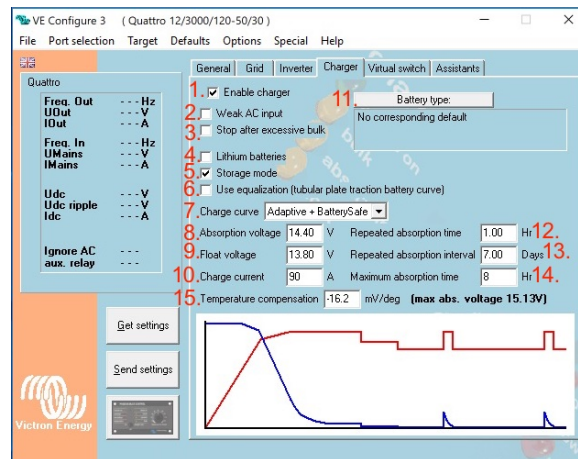 VE Configure 3 ( Quattro 12/3000/120-50/30 )
File Port selection Target Defaults Options Special Help
General Grid Inverter Charger Virtual switch Assistants
Quattro
Freq. Out --- Hz
UOut --- V
IOut --- A
Freq. In --- Hz
UMains --- V
IMains --- A
Udc --- V
Udc ripple --- V
Idc --- A
Ignore AC ---
aux. relay ---
Get settings
Send settings
victron energy
1. Enable charger
2. Weak AC input
3. Stop after excessive bulk
11. Battery type:
No corresponding default
4. Lithium batteries
5. Storage mode
6. Use equalization (tubular plate traction battery curve)
7. Charge curve Adaptive + BatterySafe
8. Absorption voltage 14.40 V Repeated absorption time 1.00 Hr 12.
9. Float voltage 13.80 V Repeated absorption interval 7.00 Days 13.
10. Charge current 90 A Maximum absorption time 8 Hr 14.
15. Temperature compensation -16.2 mV/deg (max abs. voltage 15.13V)